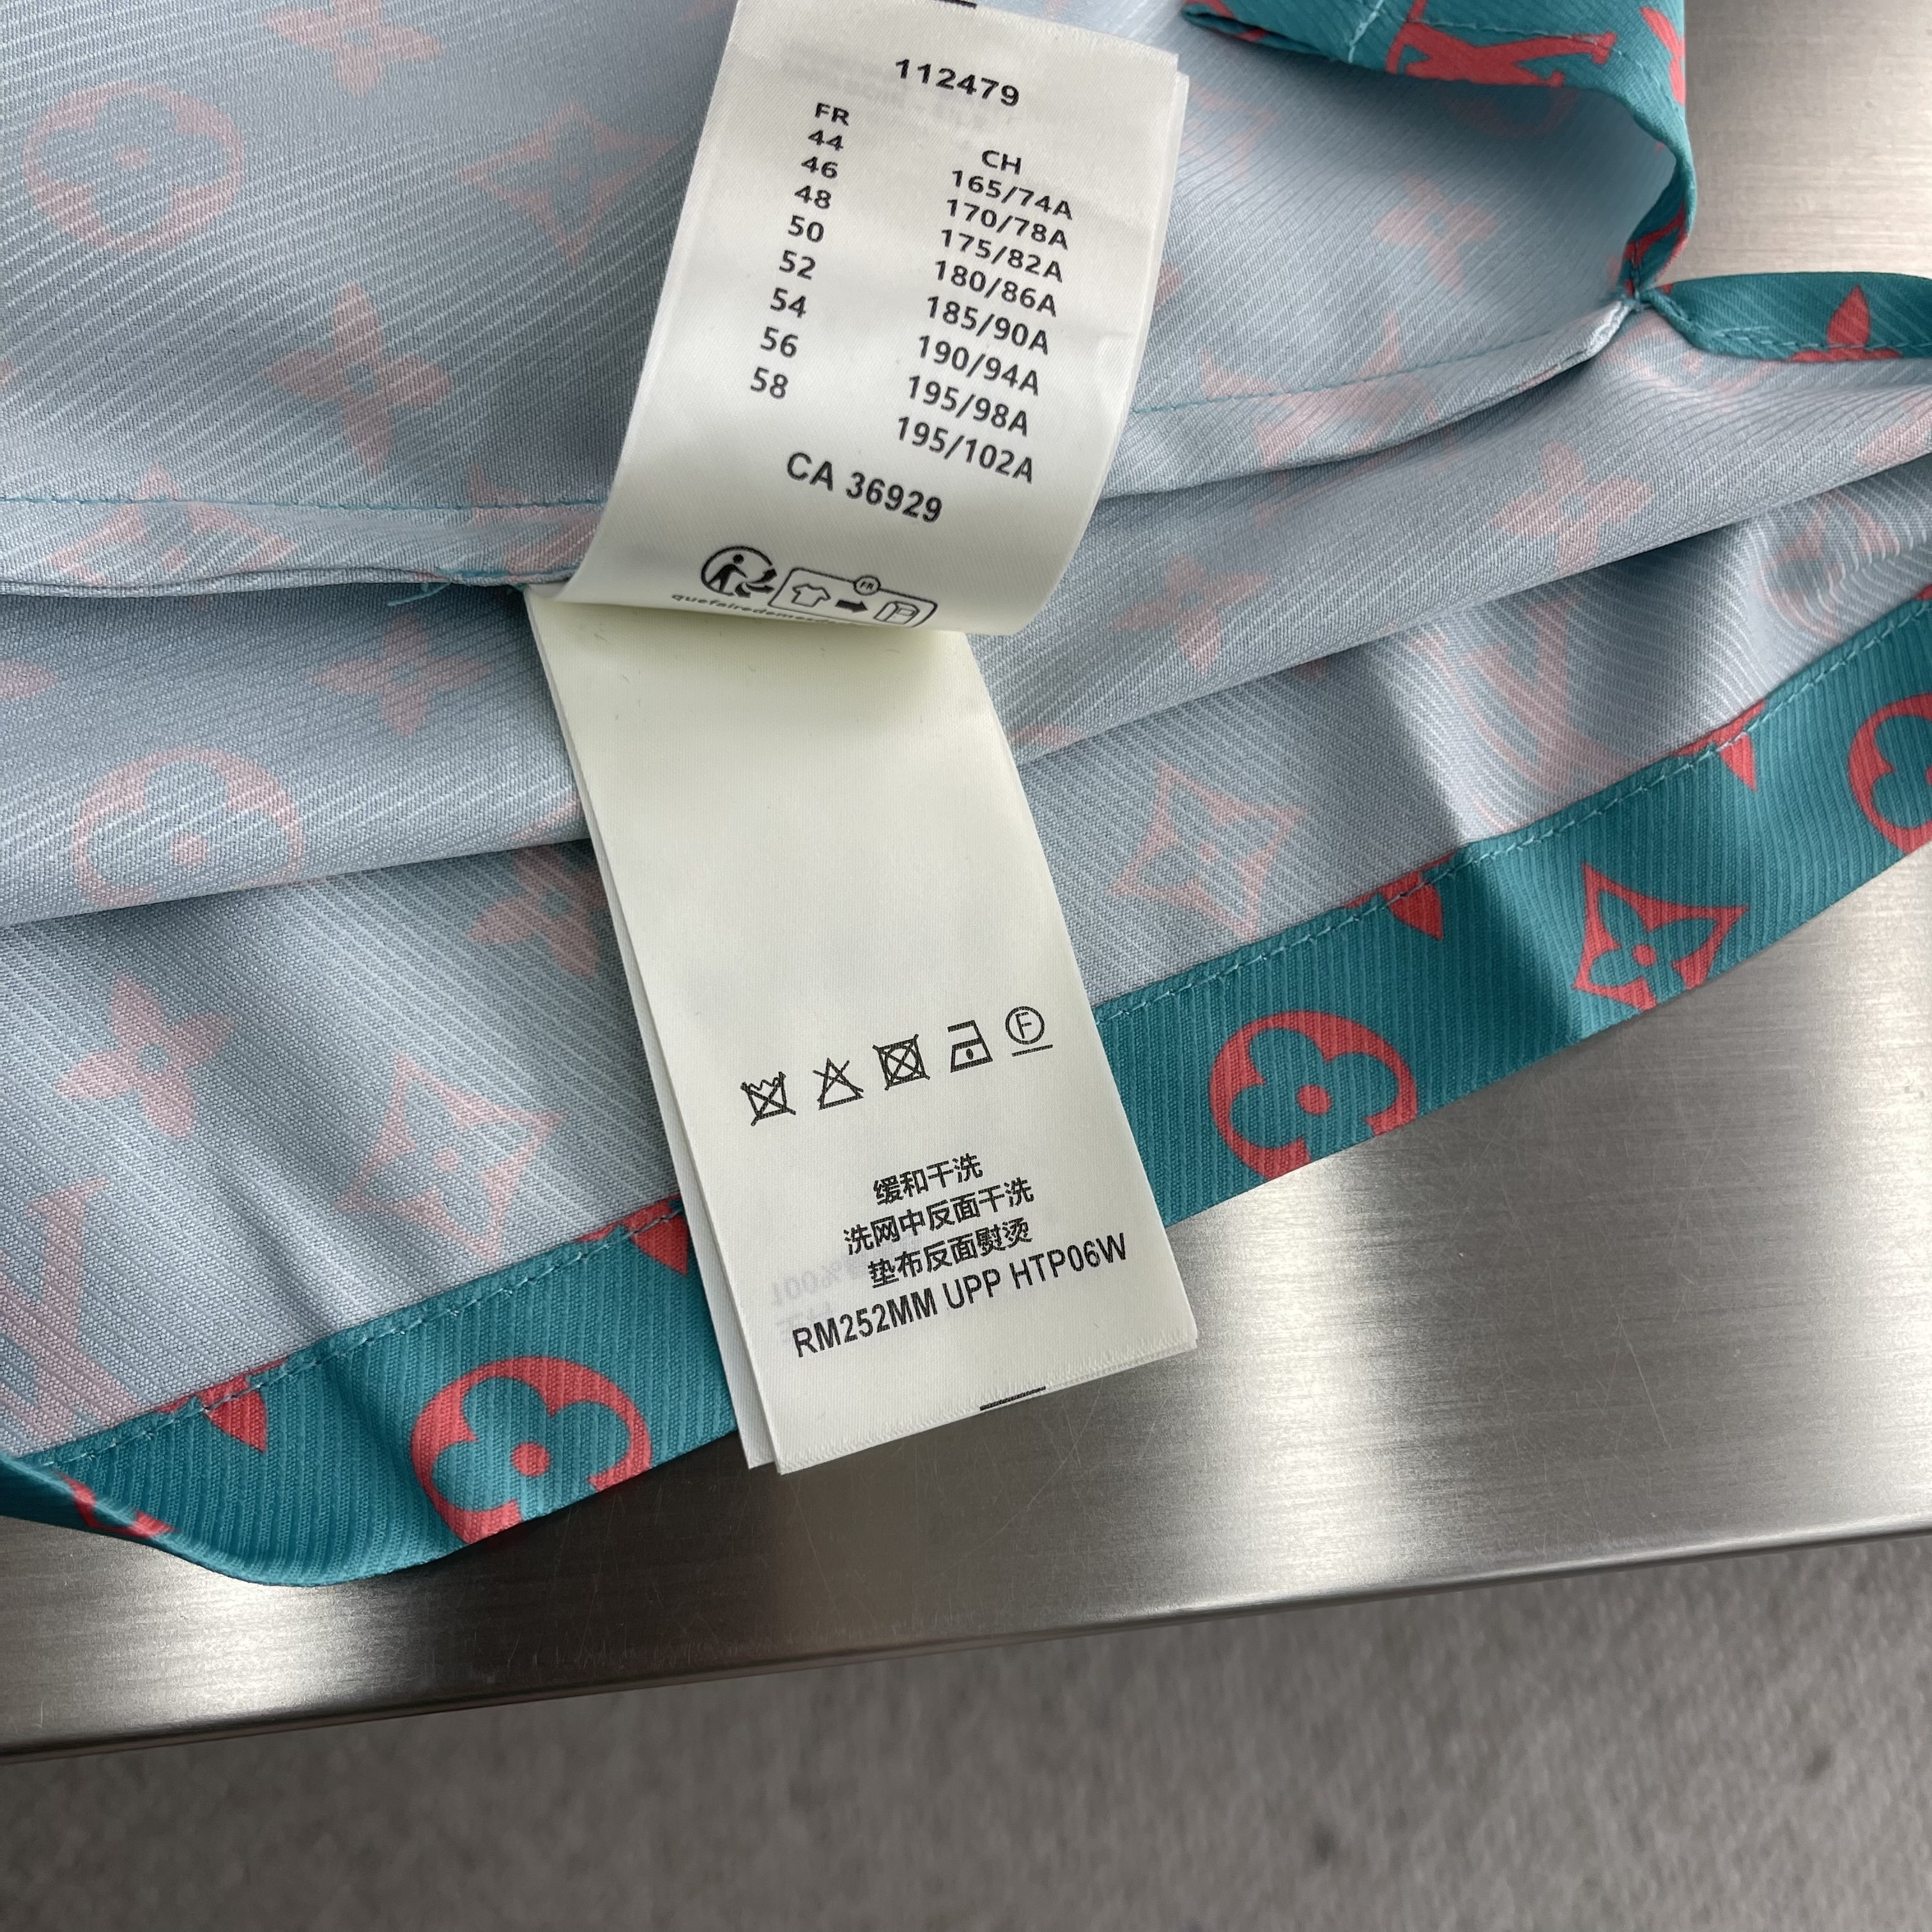 112479
FR CH
44 165/74A
46 170/78A
48 175/82A
50 180/86A
52 185/90A
54 190/94A
56 195/98A
58 195/102A
CA 36929
FR
F
缓和干洗
洗网中反面干洗
垫布反面熨烫
RM252MM UPP HTP06W